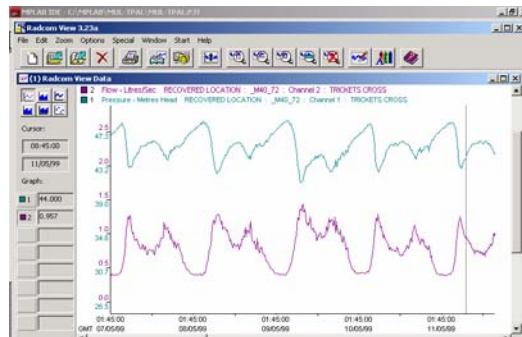 MPLAB IDE - C:\MPLAB\MUL-TPAL\MUL-TPAL.PJT
Radcom View 3.23a
File Edit Zoom Options Special Window Start Help
(1) Radcom View Data
2 Flow - Litres/Sec RECOVERED LOCATION : _M40_72 : Channel 2 : TRICKETS CROSS
1 Pressure - Metres Head RECOVERED LOCATION : _M40_72 : Channel 1 : TRICKETS CROSS
Cursor:
00:45:00
11/05/99
Graph:
1 44.000
2 0.957
2.5
47.5
2.0
43.2
1.5
39.0
1.0
34.8
0.5
30.7
0.0
26.5
01:45:00 01:45:00 01:45:00 01:45:00 01:45:00
GMT 07/05/99 08/05/99 09/05/99 10/05/99 11/05/99